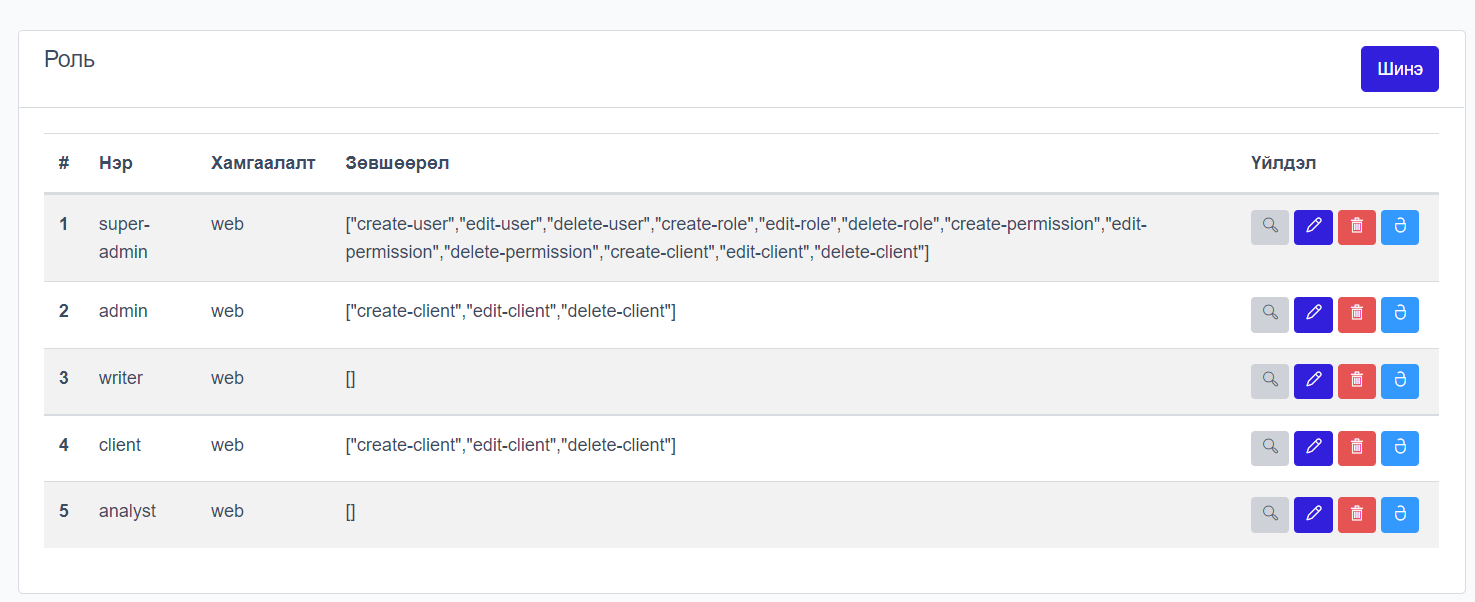 Роль
Шинэ
# Нэр Хамгаалалт Зөвшөөрөл Үйлдэл
1 super- web ["create-user","edit-user","delete-user","create-role","edit-role","delete-role","create-permission","edit-
admin permission","delete-permission","create-client","edit-client","delete-client"]
2 admin web ["create-client","edit-client","delete-client"]
3 writer web []
4 client web ["create-client","edit-client","delete-client"]
5 analyst web []